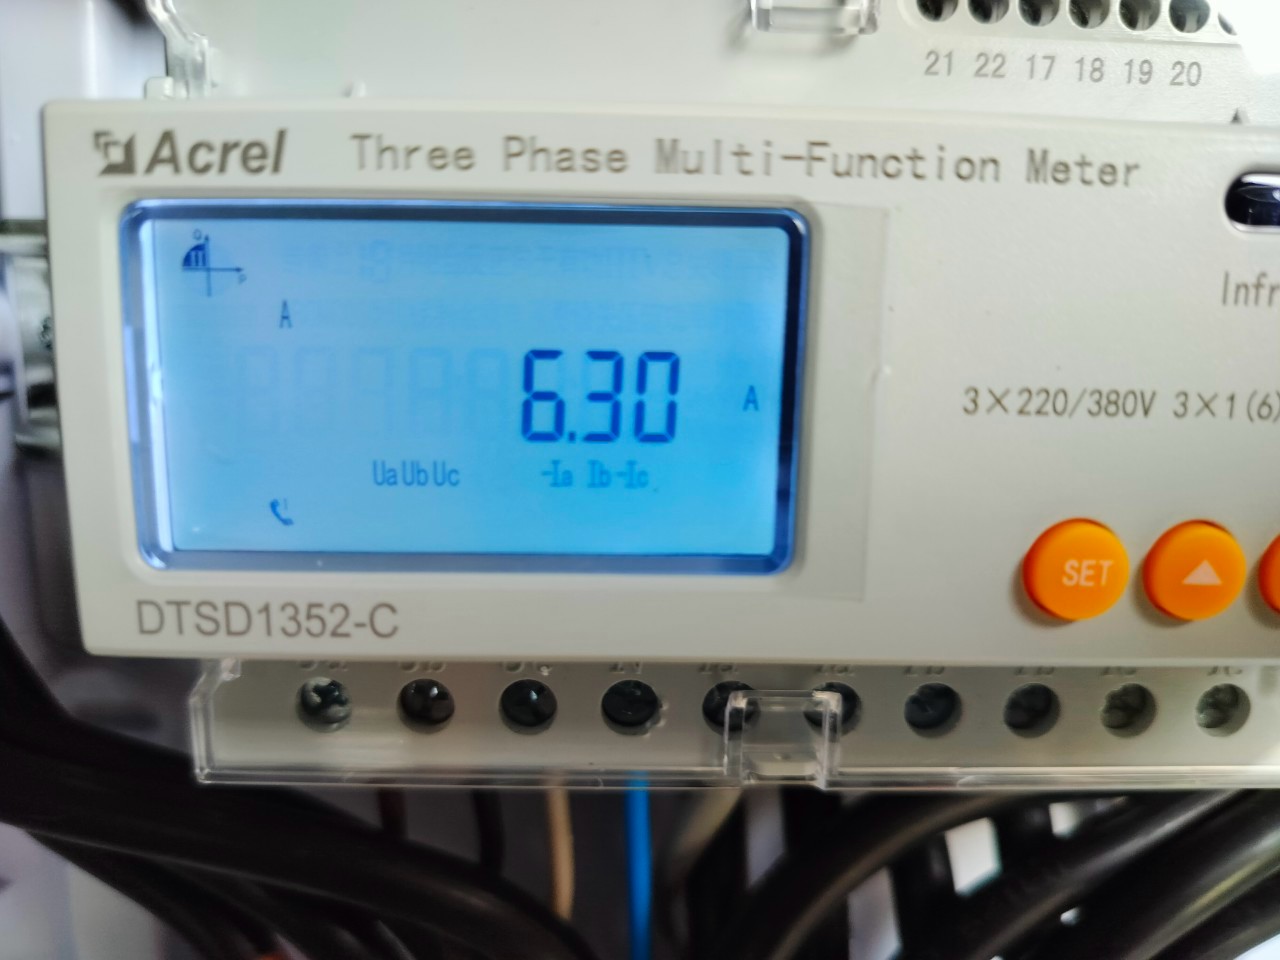 21 22 17 18 19 20
Acrel Three Phase Multi-Function Meter
Q
II
P
A
6.30 A
UaUbUc -Ia Ib-Ic
Infr
3×220/380V 3×1(6)
SET
DTSD1352-C